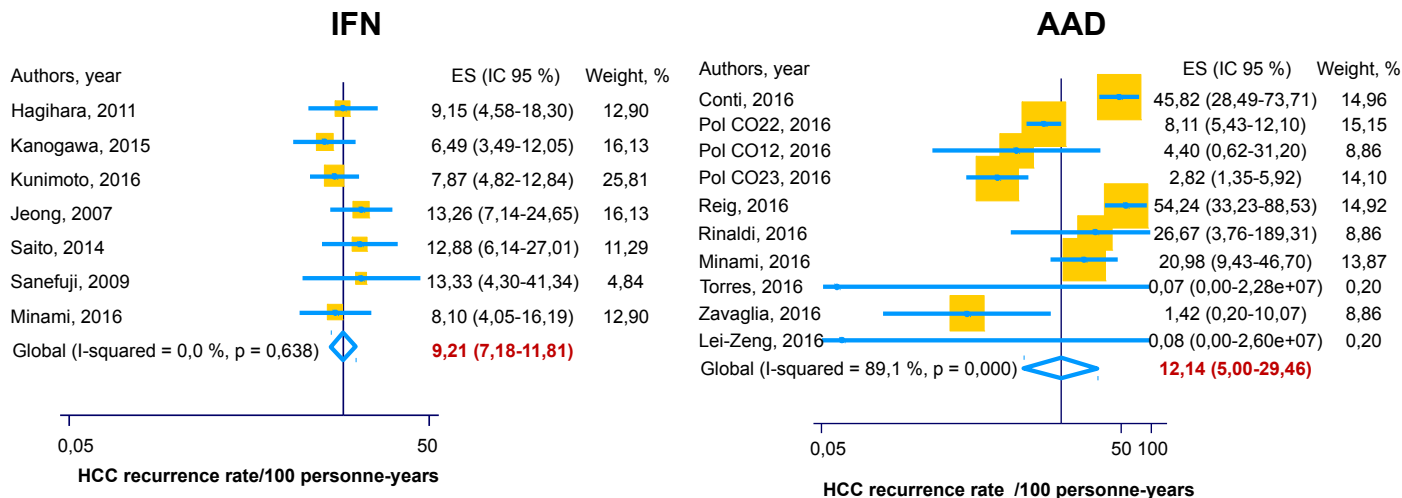 IFN
Authors, year ES (IC 95 %) Weight, %
Hagihara, 2011 9,15 (4,58-18,30) 12,90
Kanogawa, 2015 6,49 (3,49-12,05) 16,13
Kunimoto, 2016 7,87 (4,82-12,84) 25,81
Jeong, 2007 13,26 (7,14-24,65) 16,13
Saito, 2014 12,88 (6,14-27,01) 11,29
Sanefuji, 2009 13,33 (4,30-41,34) 4,84
Minami, 2016 8,10 (4,05-16,19) 12,90
Global (I-squared = 0,0 %, p = 0,638) 9,21 (7,18-11,81)
0,05 50
HCC recurrence rate/100 personne-years
AAD
Authors, year ES (IC 95 %) Weight, %
Conti, 2016 45,82 (28,49-73,71) 14,96
Pol CO22, 2016 8,11 (5,43-12,10) 15,15
Pol CO12, 2016 4,40 (0,62-31,20) 8,86
Pol CO23, 2016 2,82 (1,35-5,92) 14,10
Reig, 2016 54,24 (33,23-88,53) 14,92
Rinaldi, 2016 26,67 (3,76-189,31) 8,86
Minami, 2016 20,98 (9,43-46,70) 13,87
Torres, 2016 0,07 (0,00-2,28e+07) 0,20
Zavaglia, 2016 1,42 (0,20-10,07) 8,86
Lei-Zeng, 2016 0,08 (0,00-2,60e+07) 0,20
Global (I-squared = 89,1 %, p = 0,000) 12,14 (5,00-29,46)
0,05 50 100
HCC recurrence rate /100 personne-years